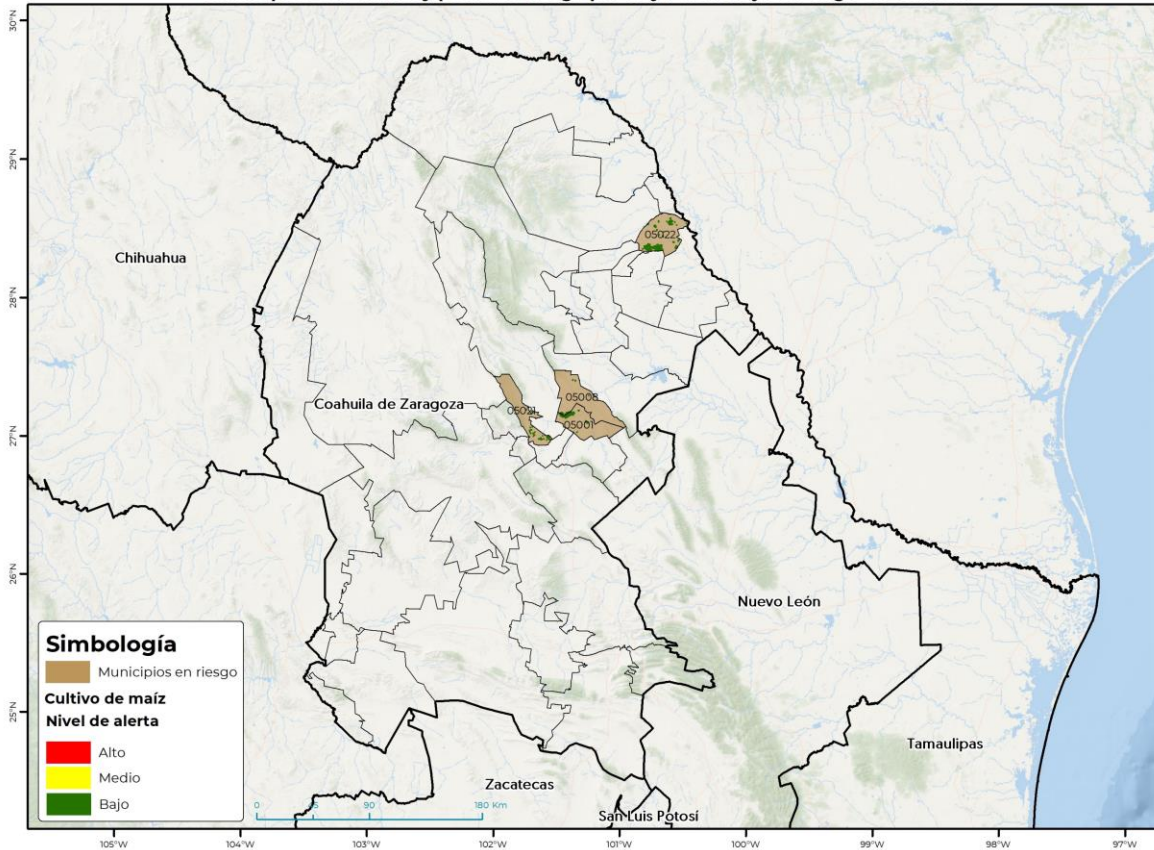 30°N
29°N
28°N
27°N
26°N
25°N
Chihuahua
05022
Coahuila de Zaragoza
05021
05008
05001
Nuevo León
Tamaulipas
Zacatecas
San Luis Potosí
Simbología
Municipios en riesgo
Cultivo de maíz
Nivel de alerta
Alto
Medio
Bajo
0 45 90 180 Km
105°W 104°W 103°W 102°W 101°W 100°W 99°W 98°W 97°W